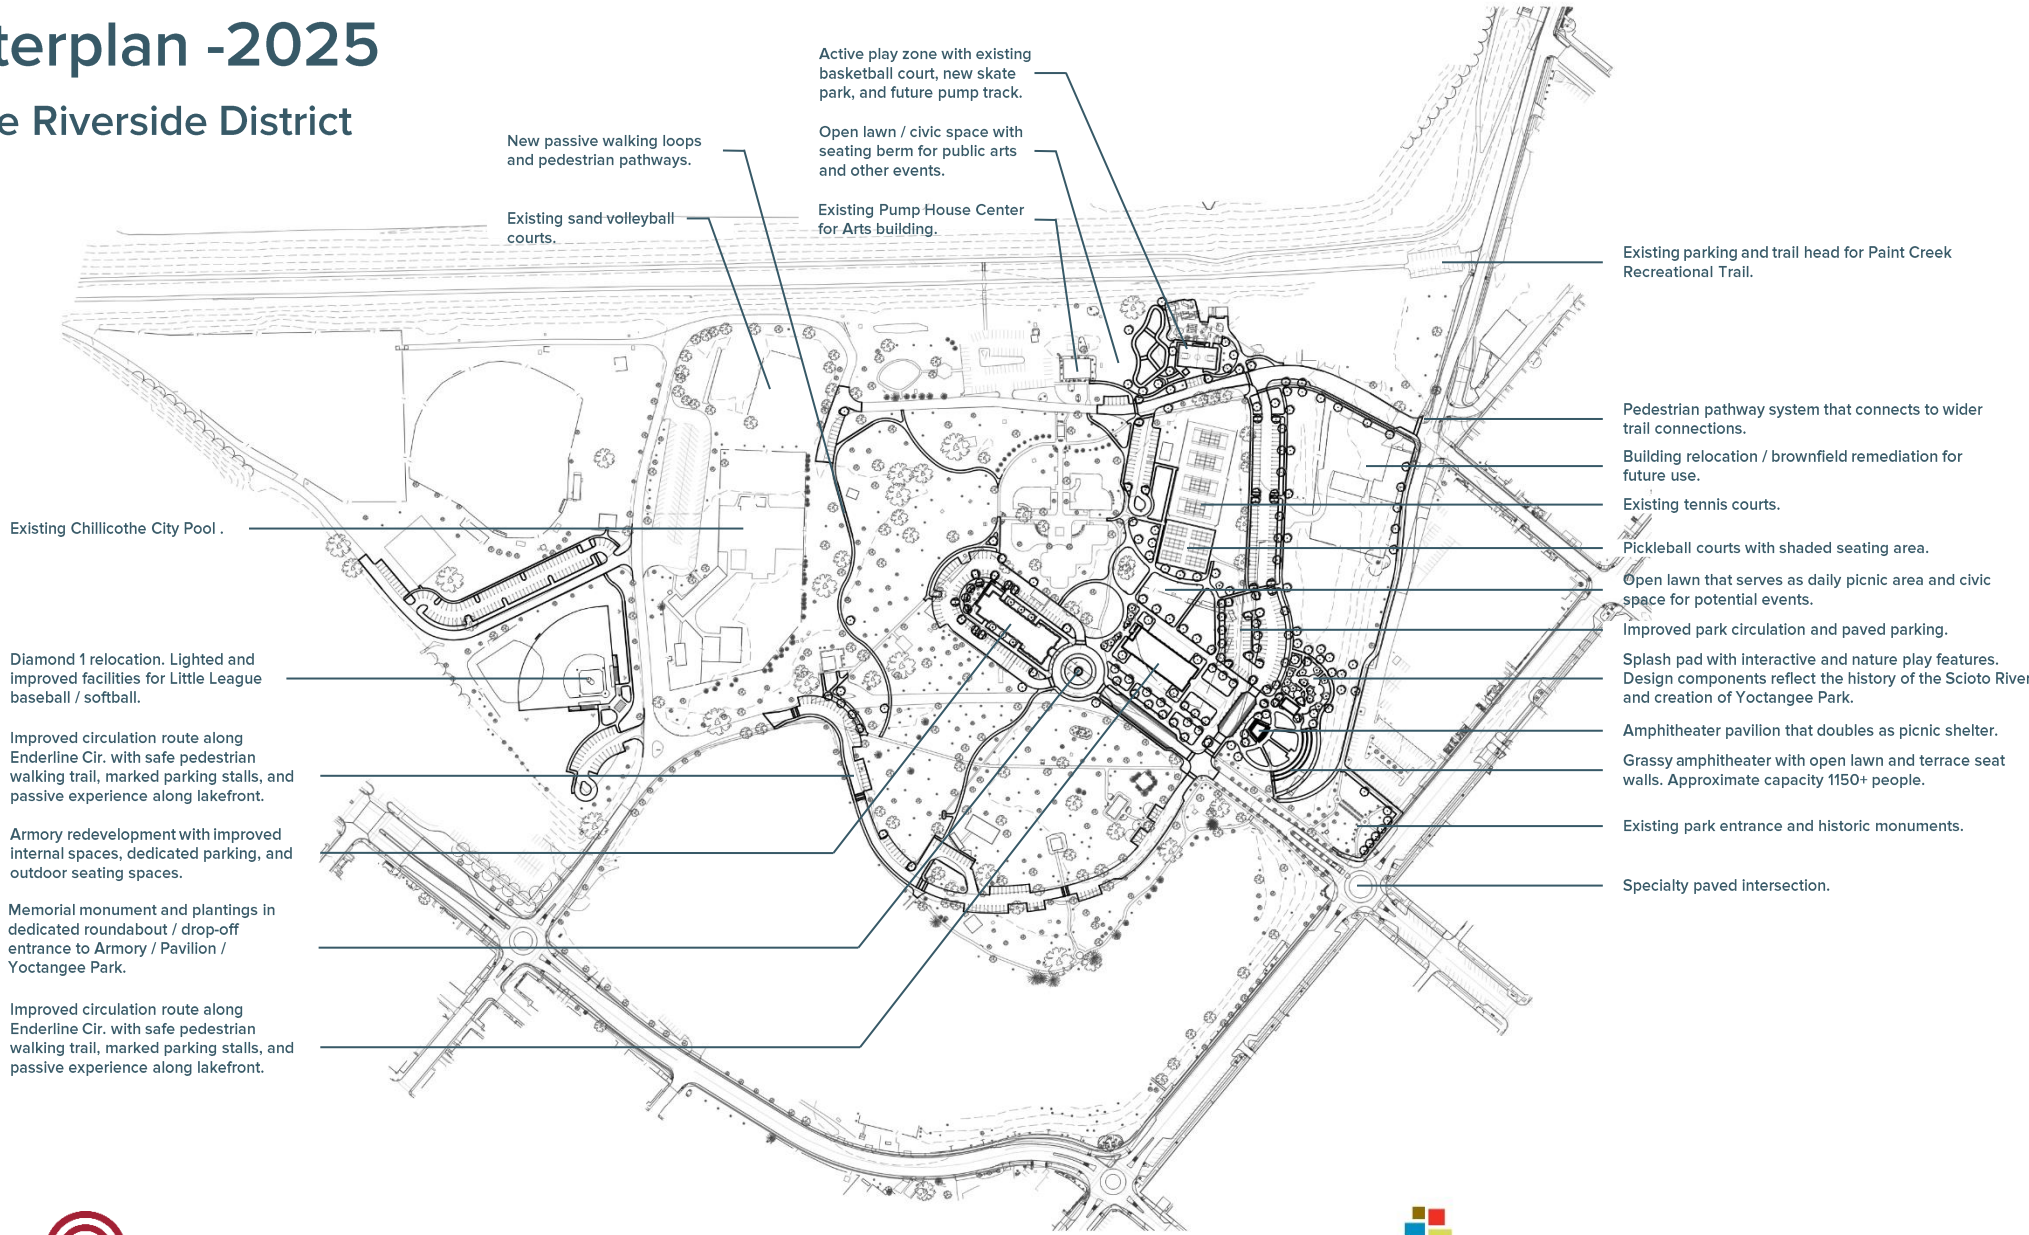 terplan -2025
e Riverside District
Active play zone with existing
basketball court, new skate
park, and future pump track.
New passive walking loops
and pedestrian pathways.
Open lawn / civic space with
seating berm for public arts
and other events.
Existing sand volleyball
courts.
Existing Pump House Center
for Arts building.
Existing parking and trail head for Paint Creek
Recreational Trail.
Pedestrian pathway system that connects to wider
trail connections.
Building relocation / brownfield remediation for
future use.
Existing tennis courts.
Pickleball courts with shaded seating area.
Open lawn that serves as daily picnic area and civic
space for potential events.
Improved park circulation and paved parking.
Splash pad with interactive and nature play features.
Design components reflect the history of the Scioto River
and creation of Yoctangee Park.
Amphitheater pavilion that doubles as picnic shelter.
Grassy amphitheater with open lawn and terrace seat
walls. Approximate capacity 1150+ people.
Existing park entrance and historic monuments.
Specialty paved intersection.
Existing Chillicothe City Pool .
Diamond 1 relocation. Lighted and
improved facilities for Little League
baseball / softball.
Improved circulation route along
Enderline Cir. with safe pedestrian
walking trail, marked parking stalls, and
passive experience along lakefront.
Armory redevelopment with improved
internal spaces, dedicated parking, and
outdoor seating spaces.
Memorial monument and plantings in
dedicated roundabout / drop-off
entrance to Armory / Pavilion /
Yoctangee Park.
Improved circulation route along
Enderline Cir. with safe pedestrian
walking trail, marked parking stalls, and
passive experience along lakefront.